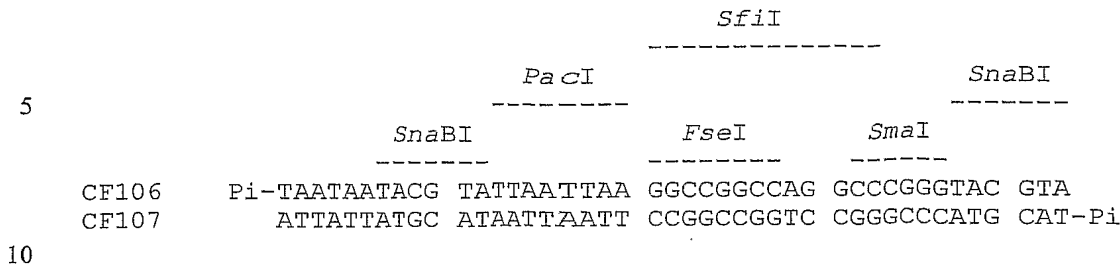 SfiI
---------------
PacI SnaBI
5 --------- --------
SnaBI FseI SmaI
------- -------- ------
CF106 Pi-TAATAATACG TATTAATTAA GGCCGGCCAG GCCCGGGTAC GTA
CF107 ATTATTATGC ATAATTAATT CCGGCCGGTC CGGGCCCATG CAT-Pi
10